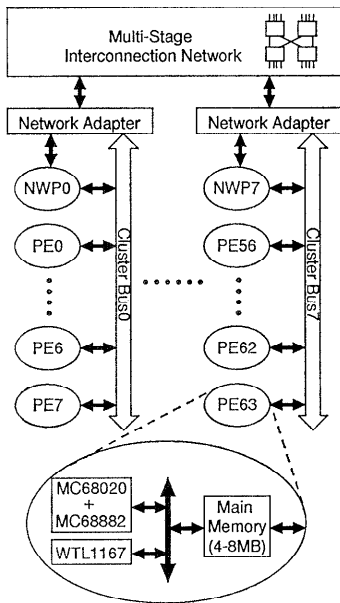 Multi-Stage
Interconnection Network
Network Adapter
Network Adapter
NWP0
NWP7
PE0
PE56
Cluster Bus0
Cluster Bus7
PE6
PE62
PE7
PE63
MC68020
+
MC68882
WTL1167
Main
Memory
(4-8MB)